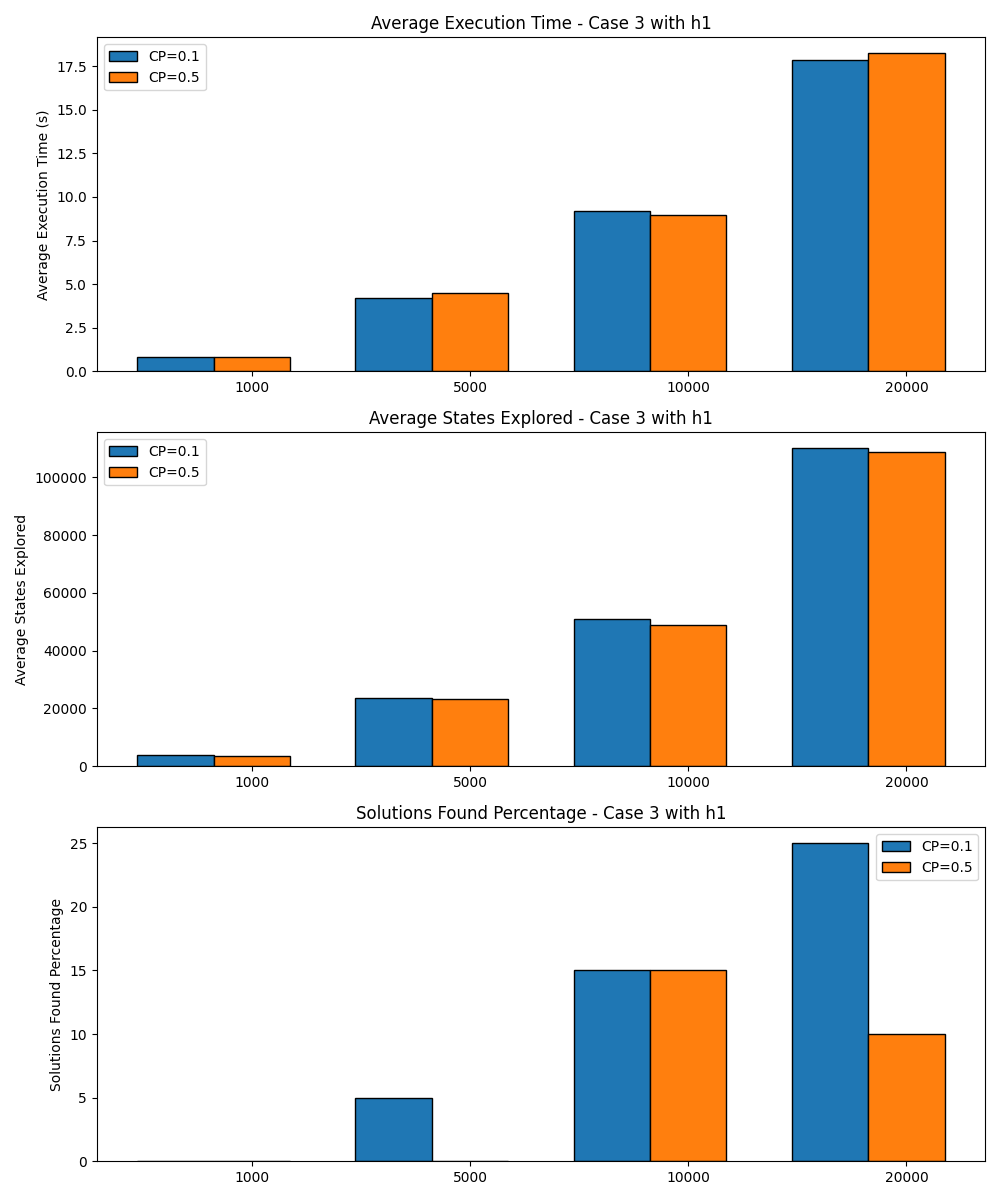 Average Execution Time - Case 3 with h1
CP=0.1
CP=0.5
Average Execution Time (s)
17.5
15.0
12.5
10.0
7.5
5.0
2.5
0.0
1000 5000 10000 20000
Average States Explored - Case 3 with h1
CP=0.1
CP=0.5
Average States Explored
100000
80000
60000
40000
20000
0
1000 5000 10000 20000
Solutions Found Percentage - Case 3 with h1
CP=0.1
CP=0.5
Solutions Found Percentage
25
20
15
10
5
0
1000 5000 10000 20000